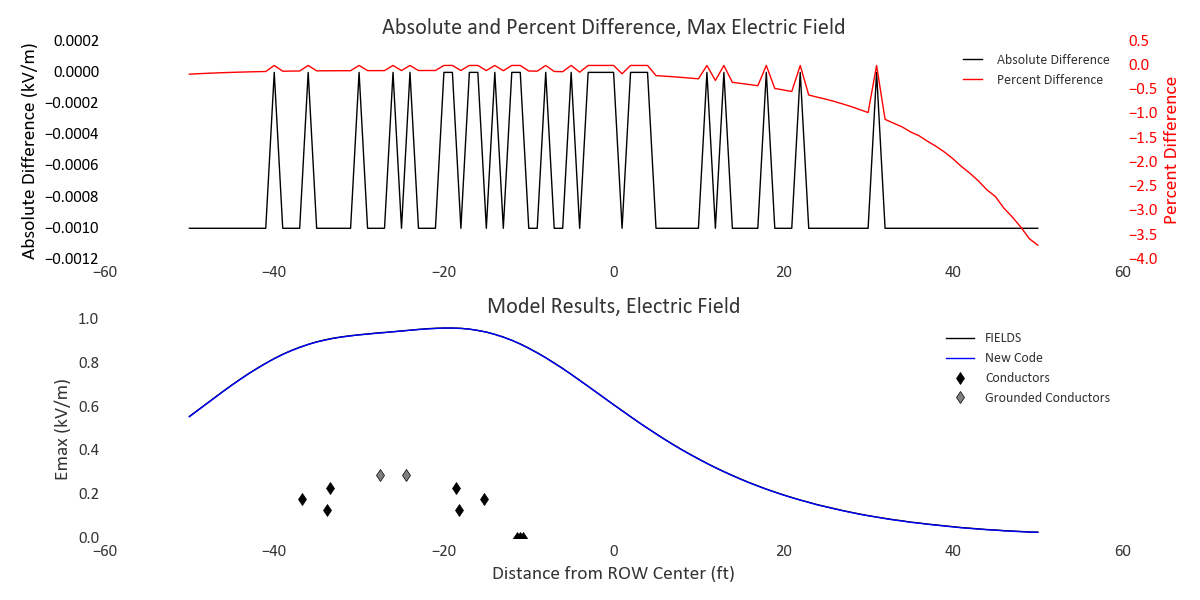 Absolute and Percent Difference, Max Electric Field
0.0002
0.0000
−0.0002
−0.0004
−0.0006
−0.0008
−0.0010
−0.0012
Absolute Difference (kV/m)
0.5
0.0
−0.5
−1.0
−1.5
−2.0
−2.5
−3.0
−3.5
−4.0
Percent Difference
Absolute Difference
Percent Difference
−60 −40 −20 0 20 40 60
Model Results, Electric Field
1.0
0.8
0.6
0.4
0.2
0.0
Emax (kV/m)
FIELDS
New Code
Conductors
Grounded Conductors
−60 −40 −20 0 20 40 60
Distance from ROW Center (ft)